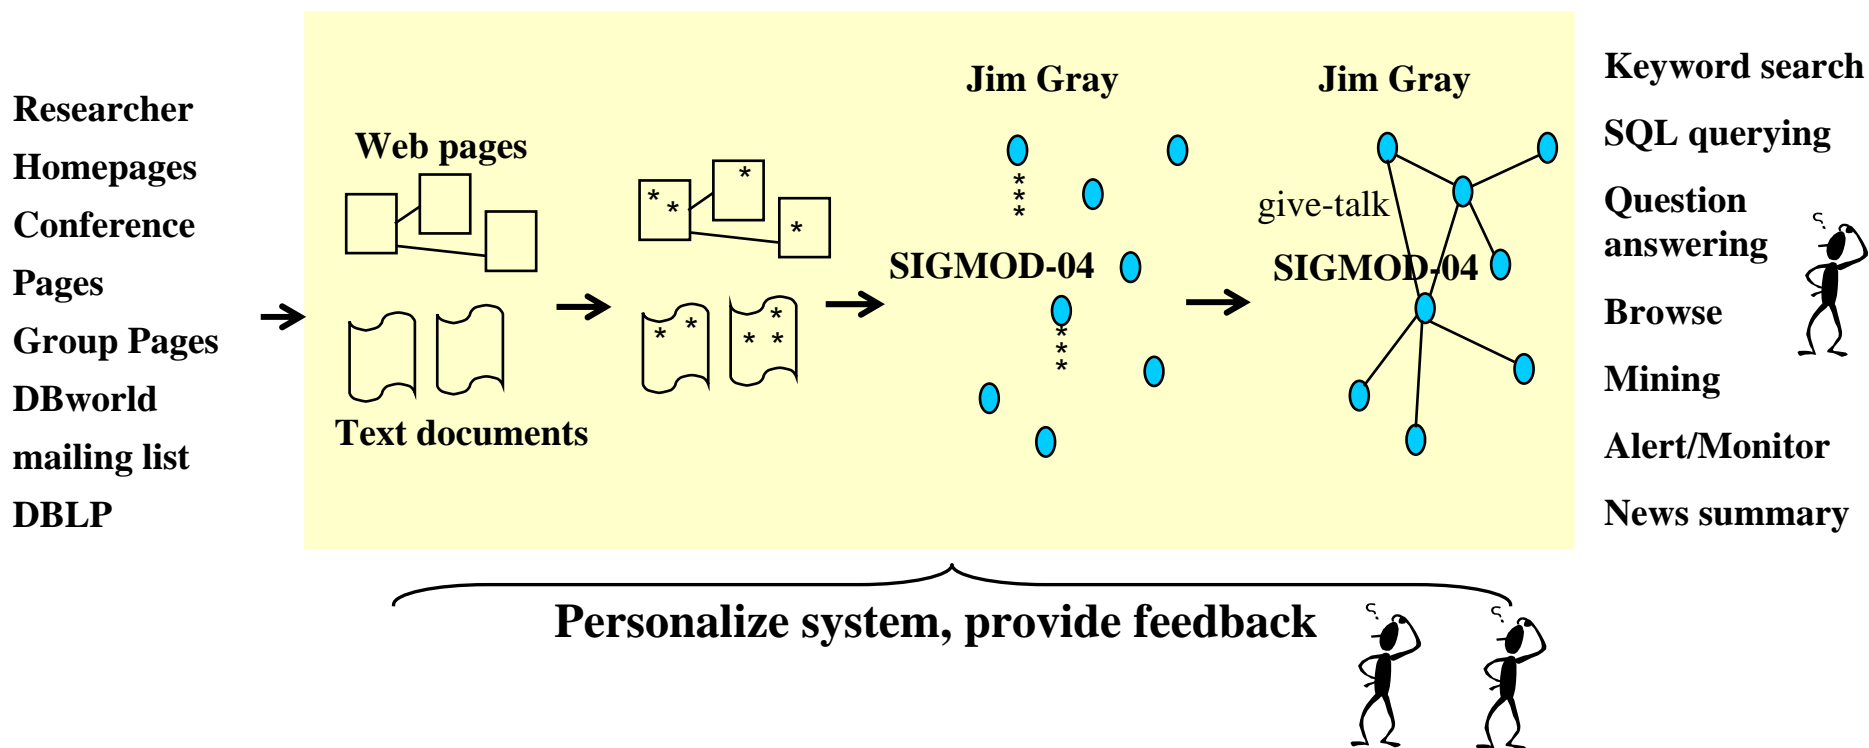 Researcher
Homepages
Conference
Pages
Group Pages
DBworld
mailing list
DBLP
Web pages
Text documents
* * * *
* * * * *
Jim Gray
*
*
*
SIGMOD-04
*
*
*
Jim Gray
give-talk
SIGMOD-04
Keyword search
SQL querying
Question
answering
Browse
Mining
Alert/Monitor
News summary
?
Personalize system, provide feedback
? ?